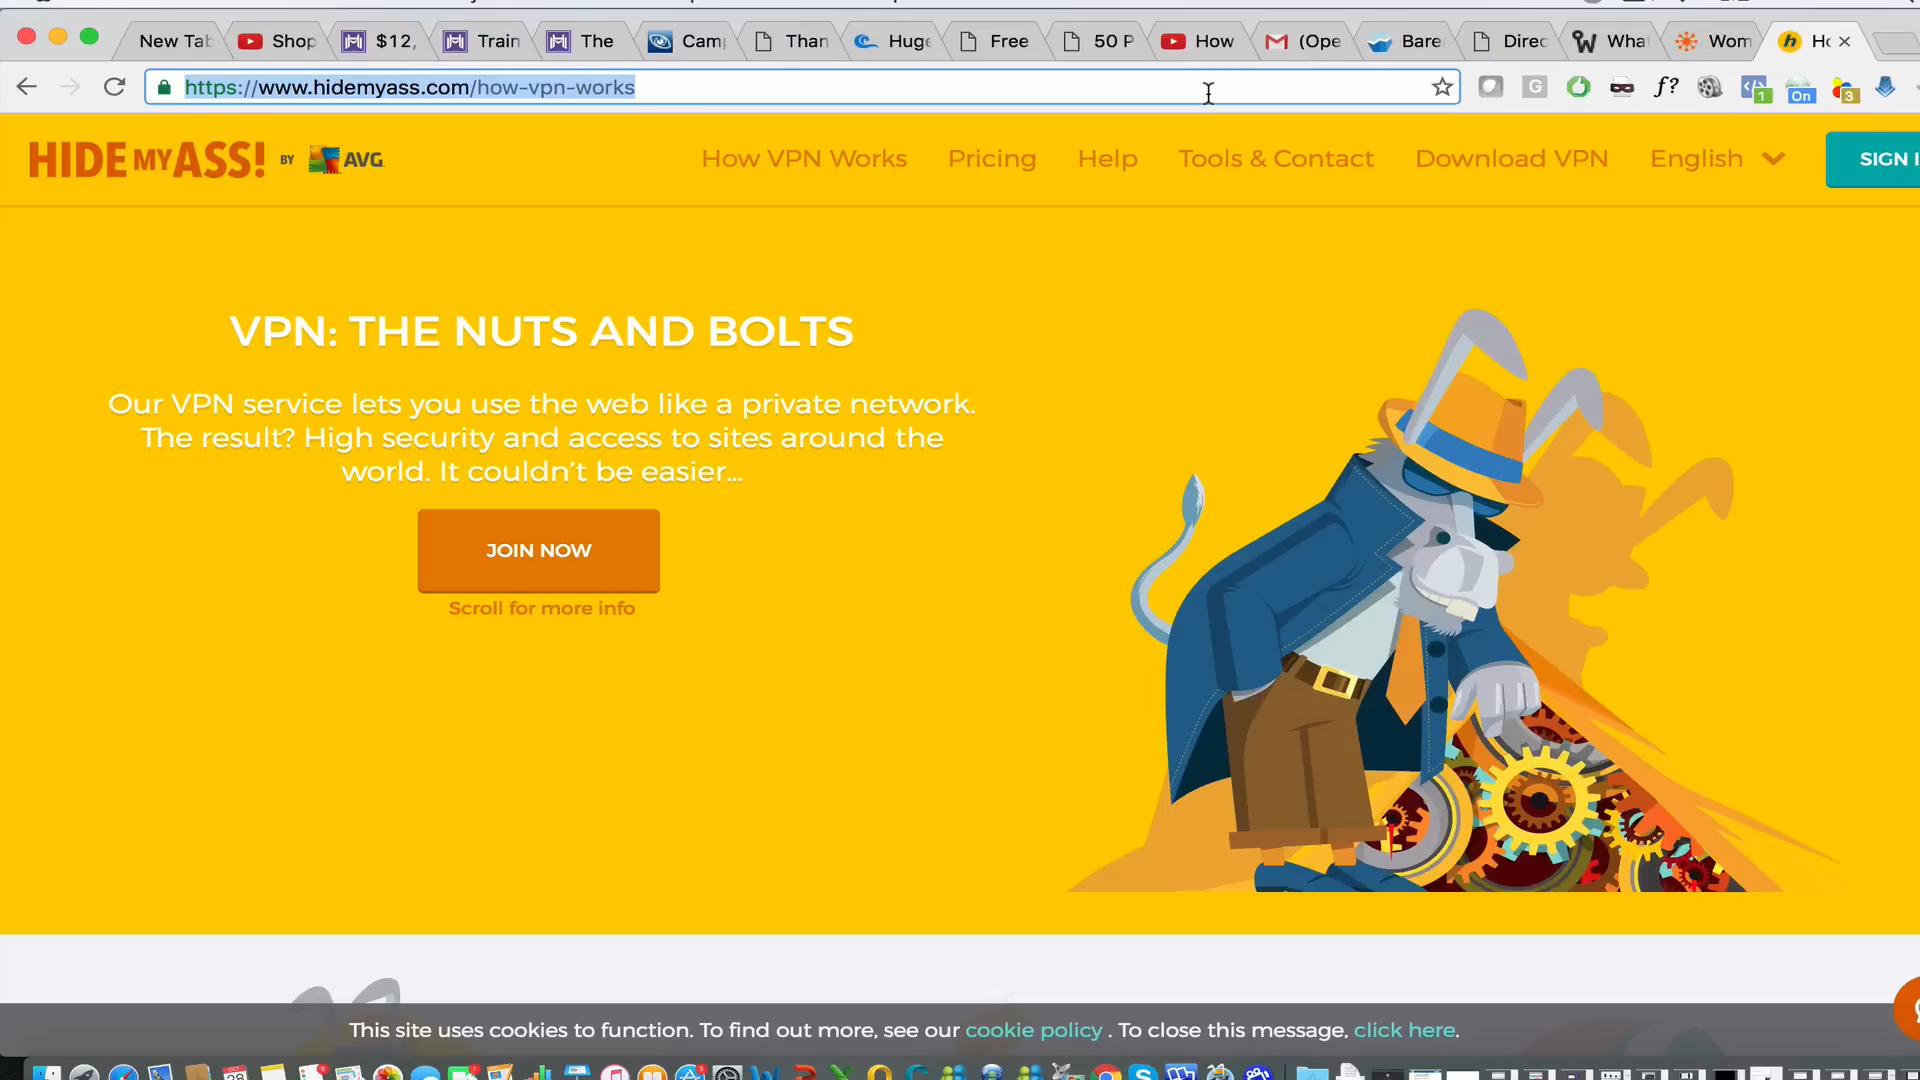 New Tab
Shop
$12,
Train
The
Camp
Than
Huge
Free
50 P
How
(Ope
Bare
Direc
Wha
Wom
Ho
https://www.hidemyass.com/how-vpn-works
G
f?
1
On
3
HIDE MY ASS! BY AVG
How VPN Works
Pricing
Help
Tools & Contact
Download VPN
English
SIGN I
VPN: THE NUTS AND BOLTS
Our VPN service lets you use the web like a private network.
The result? High security and access to sites around the
world. It couldn't be easier...
JOIN NOW
Scroll for more info
This site uses cookies to function. To find out more, see our cookie policy . To close this message, click here.